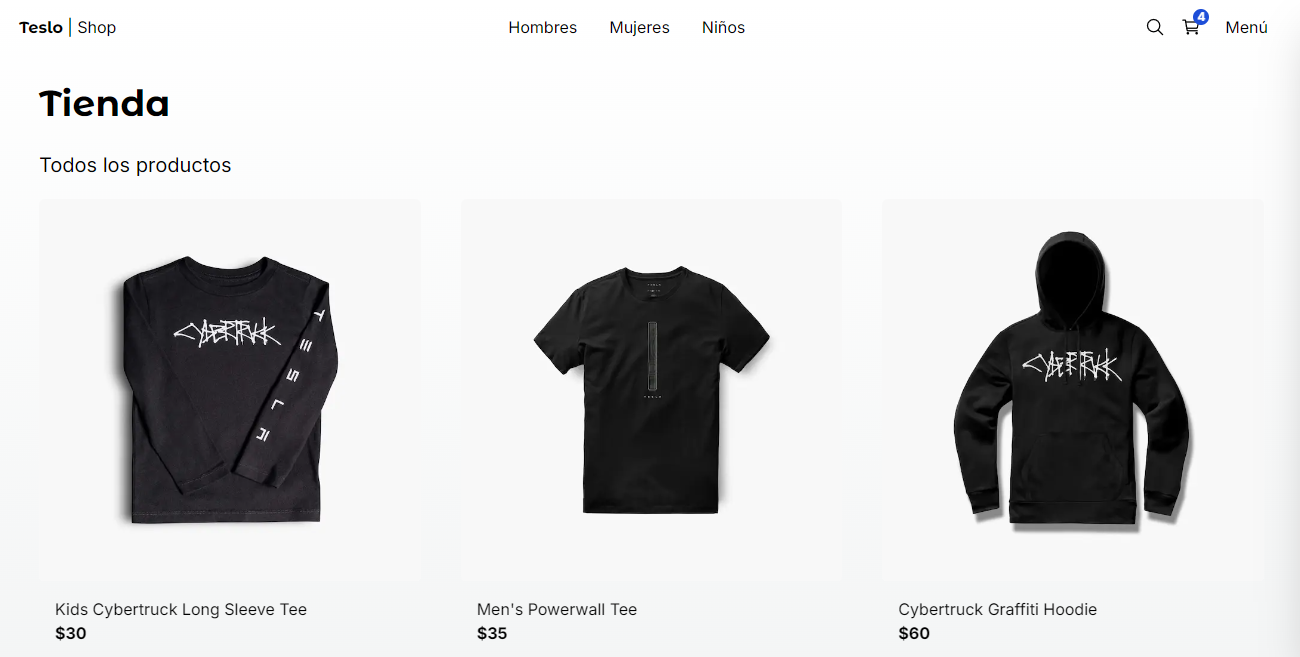 Teslo | Shop
Hombres Mujeres Niños
4
Menú
Tienda
Todos los productos
CYBERTRUCK
TESLA
TESLA
CYBERTRUCK
Kids Cybertruck Long Sleeve Tee
$30
Men's Powerwall Tee
$35
Cybertruck Graffiti Hoodie
$60